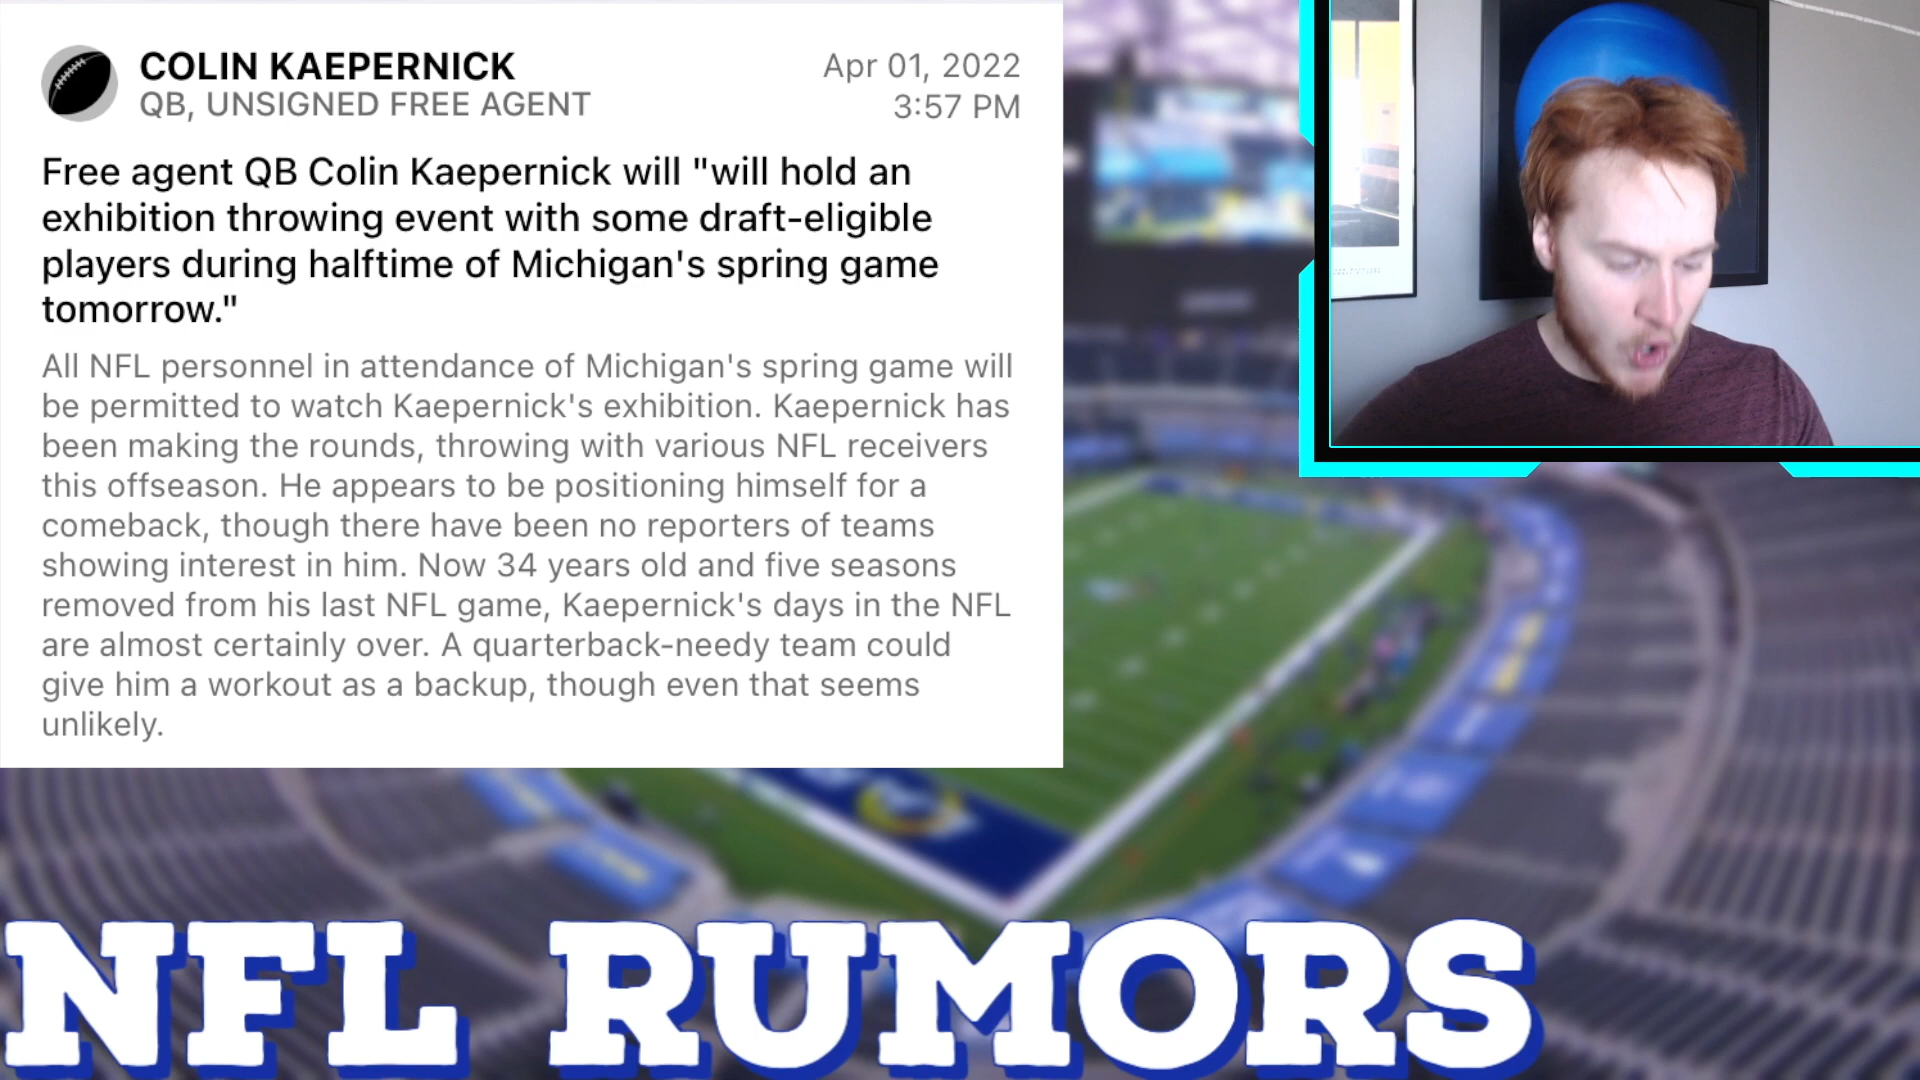 COLIN KAEPERNICK
QB, UNSIGNED FREE AGENT
Apr 01, 2022
3:57 PM
Free agent QB Colin Kaepernick will "will hold an
exhibition throwing event with some draft-eligible
players during halftime of Michigan's spring game
tomorrow."
All NFL personnel in attendance of Michigan's spring game will
be permitted to watch Kaepernick's exhibition. Kaepernick has
been making the rounds, throwing with various NFL receivers
this offseason. He appears to be positioning himself for a
comeback, though there have been no reporters of teams
showing interest in him. Now 34 years old and five seasons
removed from his last NFL game, Kaepernick's days in the NFL
are almost certainly over. A quarterback-needy team could
give him a workout as a backup, though even that seems
unlikely.
NFL RUMORS